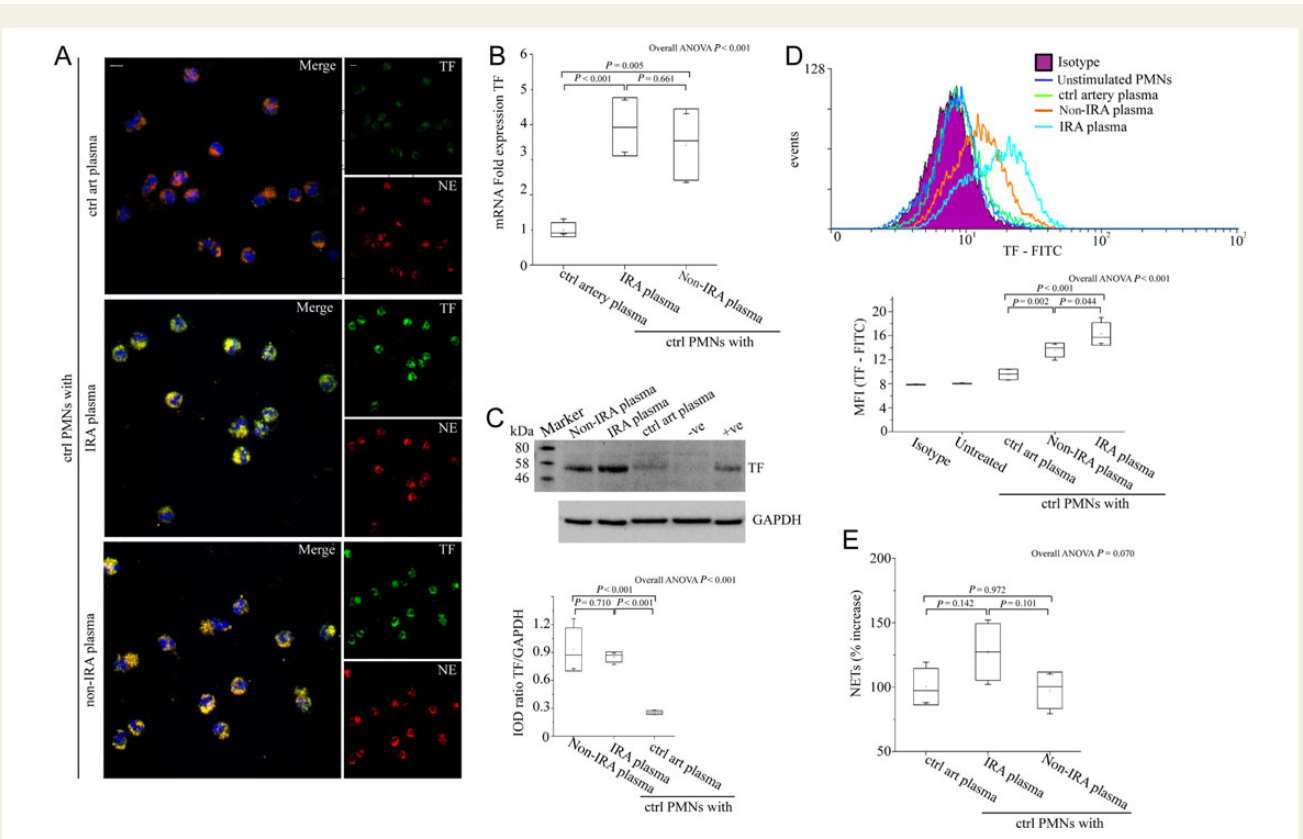 A
Merge
TF
NE
ctrl art plasma
Merge
TF
NE
IRA plasma
Merge
TF
NE
non-IRA plasma
ctrl PMNs with
B
Overall ANOVA P < 0.001
P = 0.005
P < 0.001
P = 0.661
mRNA Fold expression TF
6
5
4
3
2
1
0
ctrl artery plasma
IRA plasma
Non-IRA plasma
ctrl PMNs with
C
kDa
Marker
Non-IRA plasma
IRA plasma
ctrl art plasma
-ve
+ve
80
58
46
TF
GAPDH
Overall ANOVA P < 0.001
P < 0.001
P = 0.710
P < 0.001
IOD ratio TF/GAPDH
1.2
0.9
0.6
0.3
0
Non-IRA plasma
IRA plasma
ctrl art plasma
ctrl PMNs with
D
128
events
Isotype
Unstimulated PMNs
ctrl artery plasma
Non-IRA plasma
IRA plasma
0
10¹
10²
10³
TF - FITC
Overall ANOVA P < 0.001
P < 0.001
P = 0.002
P = 0.044
MFI (TF - FITC)
20
16
12
8
4
0
Isotype
Untreated
ctrl art plasma
Non-IRA plasma
IRA plasma
ctrl PMNs with
E
Overall ANOVA P = 0.070
P = 0.972
P = 0.142
P = 0.101
NETs (% increase)
200
150
100
50
ctrl art plasma
IRA plasma
Non-IRA plasma
ctrl PMNs with